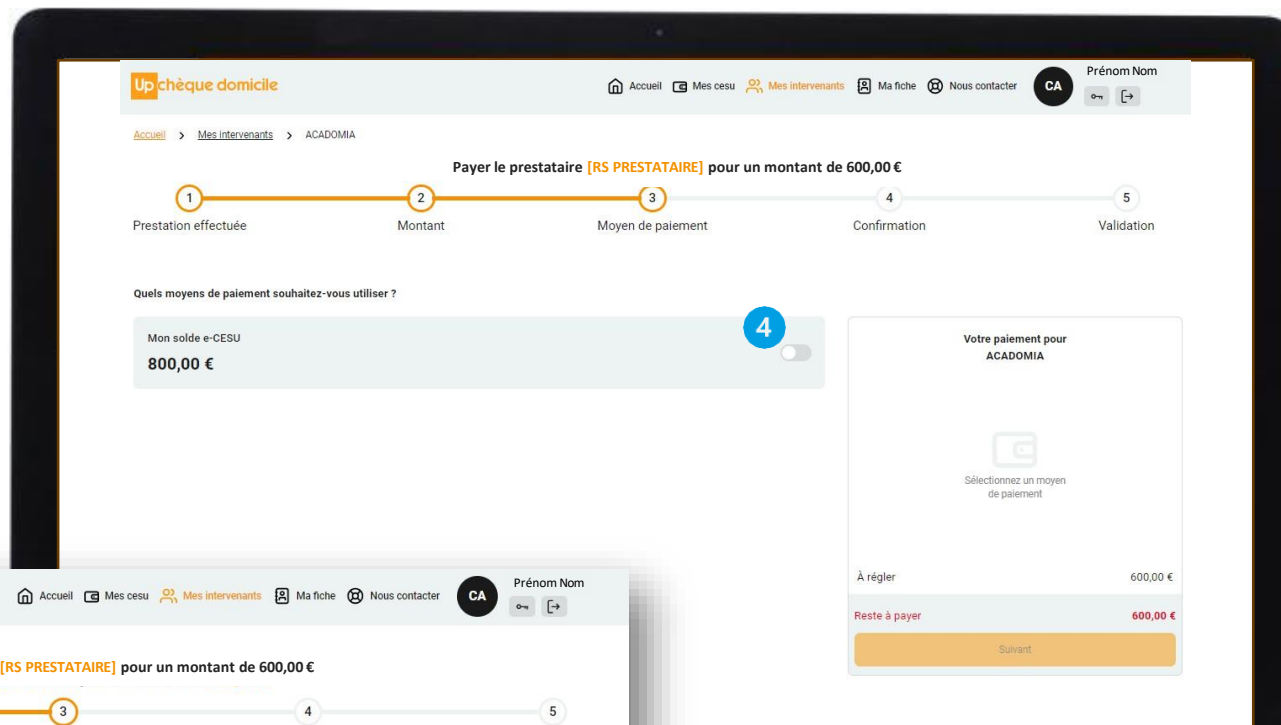 Up chèque domicile
Accueil Mes cesu Mes intervenants Ma fiche Nous contacter CA Prénom Nom
Accueil > Mes intervenants > ACADOMIA
Payer le prestataire [RS PRESTATAIRE] pour un montant de 600,00 €
1 2 3 4 5
Prestation effectuée Montant Moyen de paiement Confirmation Validation
Quels moyens de paiement souhaitez-vous utiliser ?
Mon solde e-CESU
800,00 €
4
Votre paiement pour
ACADOMIA
Sélectionnez un moyen
de paiement
À régler 600,00 €
Reste à payer 600,00 €
Suivant
Accueil Mes cesu Mes intervenants Ma fiche Nous contacter CA Prénom Nom
[RS PRESTATAIRE] pour un montant de 600,00 €
3 4 5